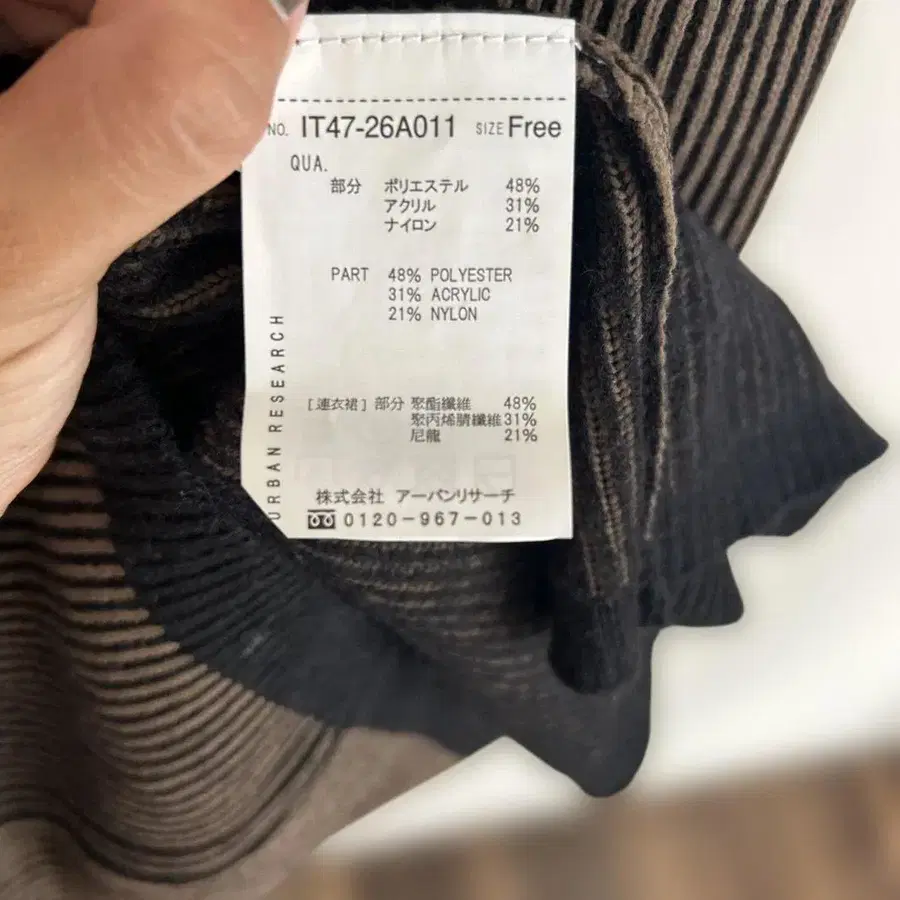 NO. IT47-26A011 SIZE Free
QUA.
部分 ポリエステル 48%
アクリル 31%
ナイロン 21%
PART 48% POLYESTER
31% ACRYLIC
21% NYLON
URBAN RESEARCH
[連衣裙] 部分 聚酯纖維 48%
聚丙烯腈纖維 31%
尼龍 21%
株式会社 アーバンリサーチ
0120-967-013